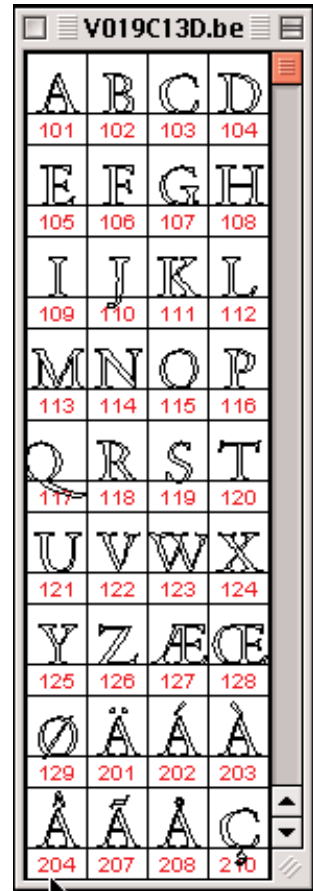 V019C13D.be
A B C D
101 102 103 104
E F G H
105 106 107 108
I J K L
109 110 111 112
M N O P
113 114 115 116
Q R S T
117 118 119 120
U V W X
121 122 123 124
Y Z Æ Œ
125 126 127 128
Ø Ä Á À
129 201 202 203
Â Ã Å Ç
204 207 208 210